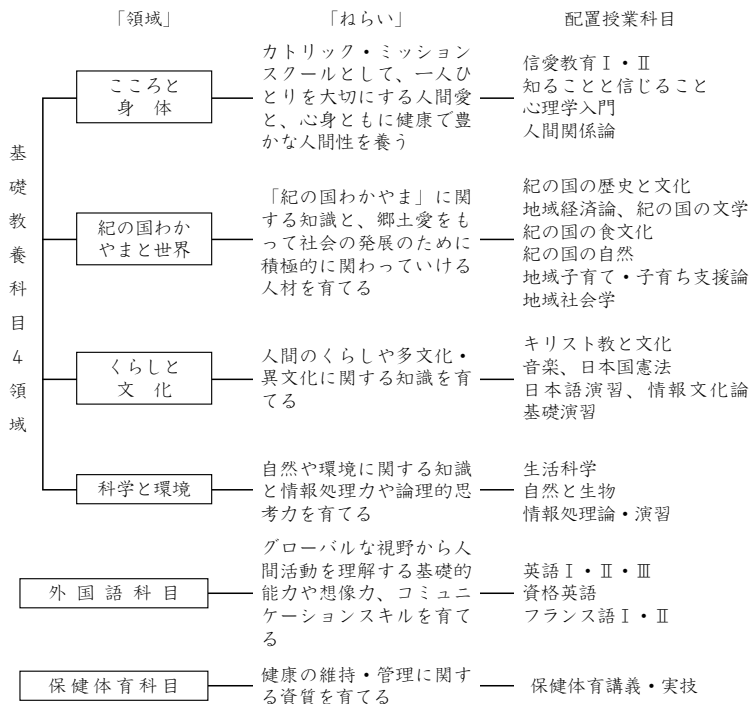 「領域」
「ねらい」
配置授業科目
基礎教養科目4領域
こころと
身　体
カトリック・ミッション
スクールとして、一人ひ
とりを大切にする人間愛
と、心身ともに健康で豊
かな人間性を養う
信愛教育Ⅰ・Ⅱ
知ることと信じること
心理学入門
人間関係論
紀の国わか
やまと世界
「紀の国わかやま」に関
する知識と、郷土愛をも
って社会の発展のために
積極的に関わっていける
人材を育てる
紀の国の歴史と文化
地域経済論、紀の国の文学
紀の国の食文化
紀の国の自然
地域子育て・子育ち支援論
地域社会学
くらしと
文　化
人間のくらしや多文化・
異文化に関する知識を育
てる
キリスト教と文化
音楽、日本国憲法
日本語演習、情報文化論
基礎演習
科学と環境
自然や環境に関する知識
と情報処理力や論理的思
考力を育てる
生活科学
自然と生物
情報処理論・演習
外国語科目
グローバルな視野から人
間活動を理解する基礎的
能力や想像力、コミュニ
ケーションスキルを育て
る
英語Ⅰ・Ⅱ・Ⅲ
資格英語
フランス語Ⅰ・Ⅱ
保健体育科目
健康の維持・管理に関す
る資質を育てる
保健体育講義・実技